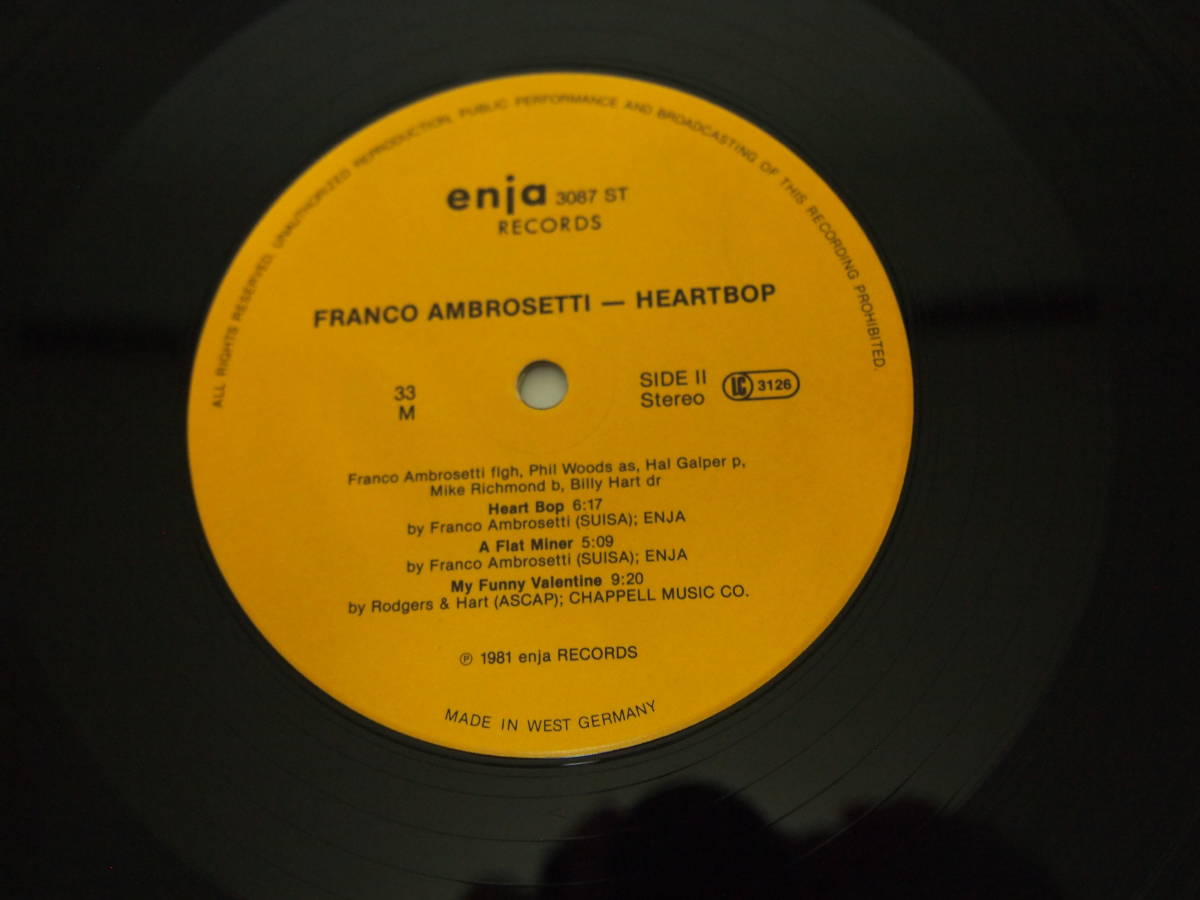 ALL RIGHTS RESERVED. UNAUTHORIZED REPRODUCTION, PUBLIC PERFORMANCE AND BROADCASTING OF THIS RECORDING PROHIBITED.
enja 3087 ST
RECORDS
FRANCO AMBROSETTI — HEARTBOP
33
M
SIDE II
Stereo
LC 3126
Franco Ambrosetti flgh, Phil Woods as, Hal Galper p,
Mike Richmond b, Billy Hart dr
Heart Bop 6:17
by Franco Ambrosetti (SUISA); ENJA
A Flat Miner 5:09
by Franco Ambrosetti (SUISA); ENJA
My Funny Valentine 9:20
by Rodgers & Hart (ASCAP); CHAPPELL MUSIC CO.
℗ 1981 enja RECORDS
MADE IN WEST GERMANY